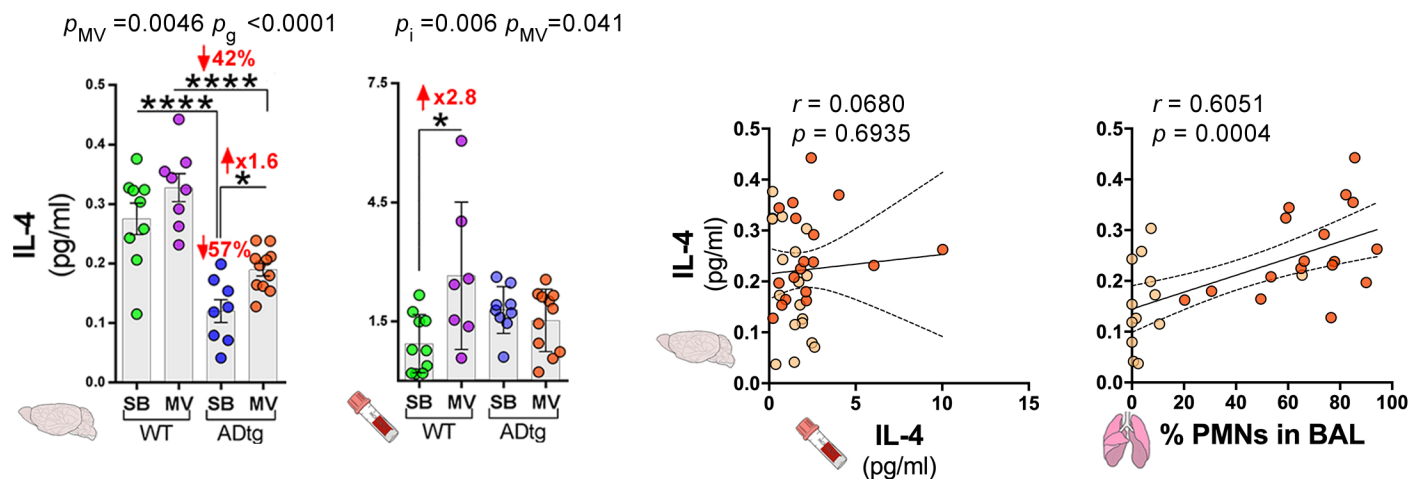 pMV =0.0046 pg <0.0001
↓42%
****
****
↑x1.6
*
↓57%
IL-4
(pg/ml)
0.5
0.4
0.3
0.2
0.1
0.0
SB MV SB MV
WT ADtg
pi =0.006 pMV=0.041
↑x2.8
*
7.5
4.5
1.5
SB MV SB MV
WT ADtg
r = 0.0680
p = 0.6935
IL-4
(pg/ml)
0.5
0.4
0.3
0.2
0.1
0.0
0 5 10 15
IL-4
(pg/ml)
r = 0.6051
p = 0.0004
0.5
0.4
0.3
0.2
0.1
0.0
0 20 40 60 80 100
% PMNs in BAL